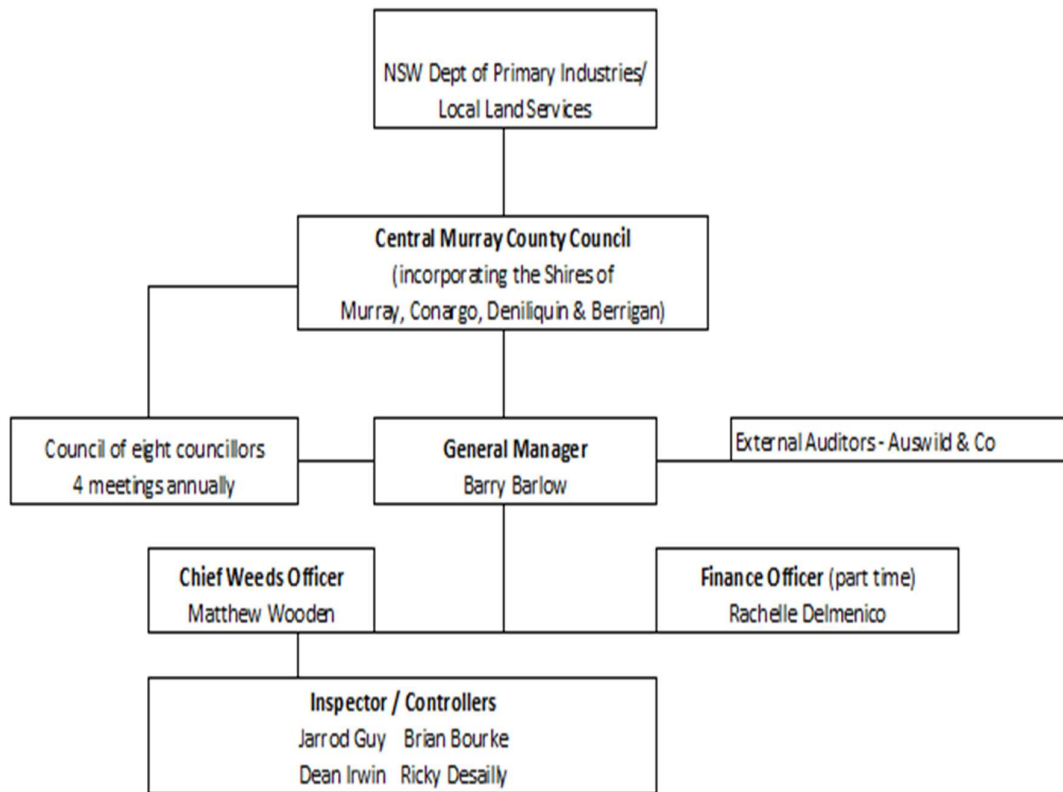 NSW Dept of Primary Industries/
Local Land Services
Central Murray County Council
(incorporating the Shires of
Murray, Conargo, Deniliquin & Berrigan)
Council of eight councillors
4 meetings annually
General Manager
Barry Barlow
External Auditors - Auswild & Co
Chief Weeds Officer
Matthew Wooden
Finance Officer (part time)
Rachelle Delmenico
Inspector / Controllers
Jarrod Guy Brian Bourke
Dean Irwin Ricky Desailly